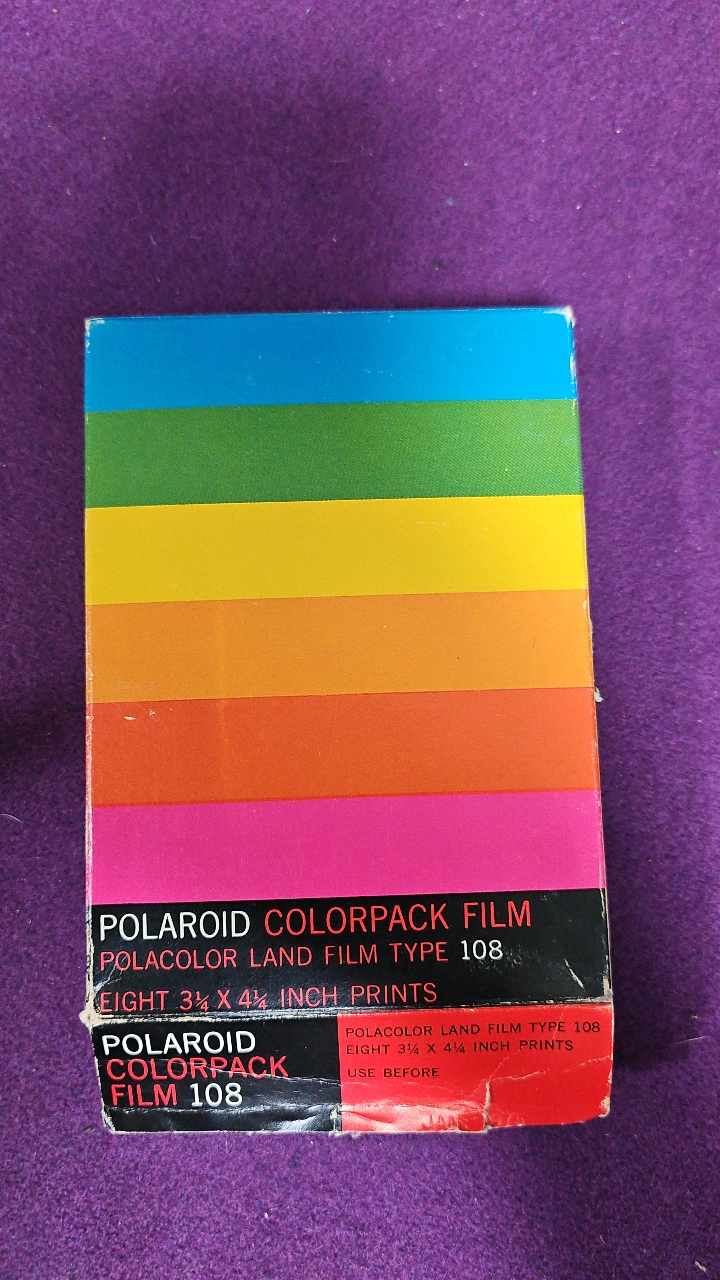 POLAROID COLORPACK FILM
POLACOLOR LAND FILM TYPE 108
EIGHT 3¼ X 4¼ INCH PRINTS
POLAROID
COLORPACK
FILM 108
POLACOLOR LAND FILM TYPE 108
EIGHT 3¼ X 4¼ INCH PRINTS
USE BEFORE